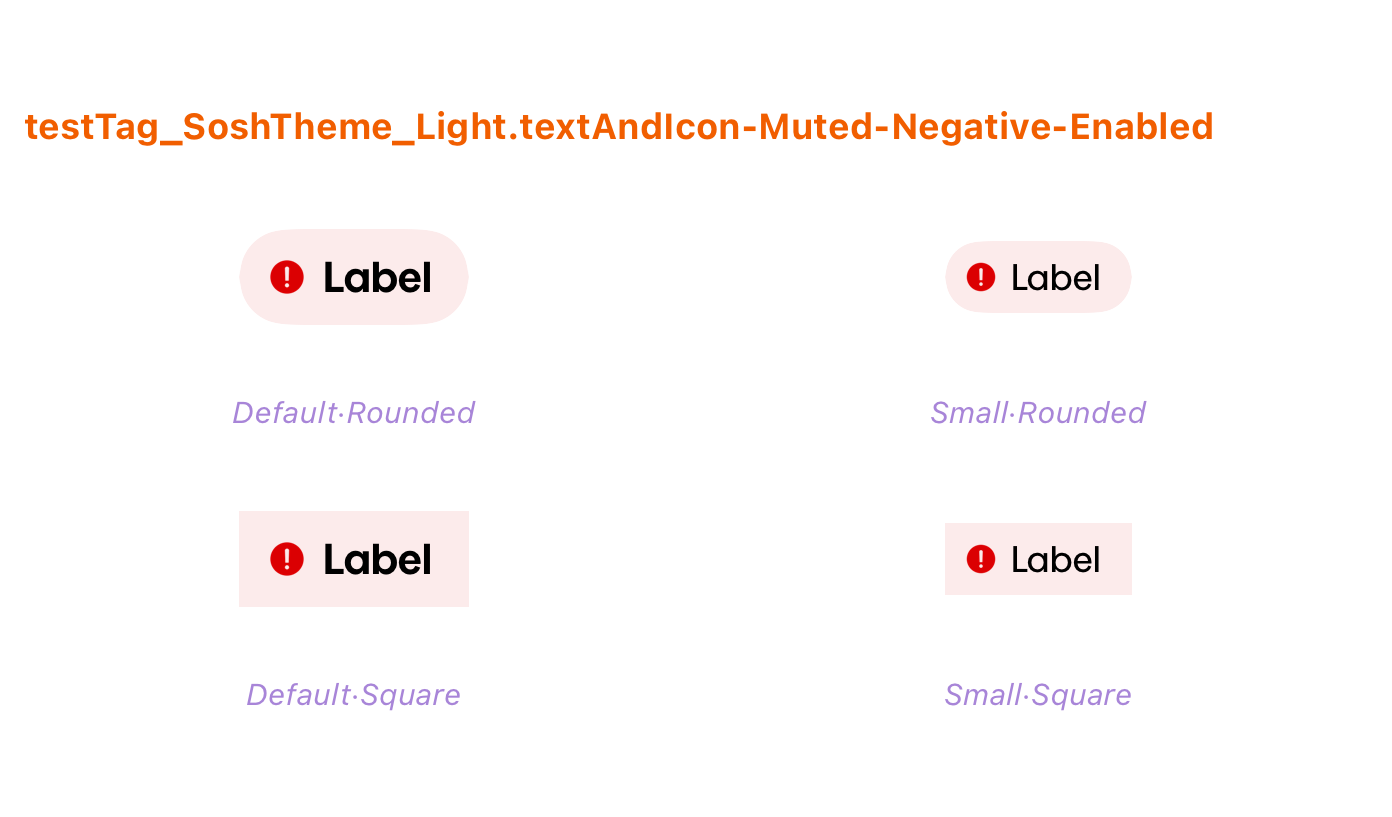 testTag_SoshTheme_Light.textAndIcon-Muted-Negative-Enabled
Label
Label
Default·Rounded
Small·Rounded
Label
Label
Default·Square
Small·Square